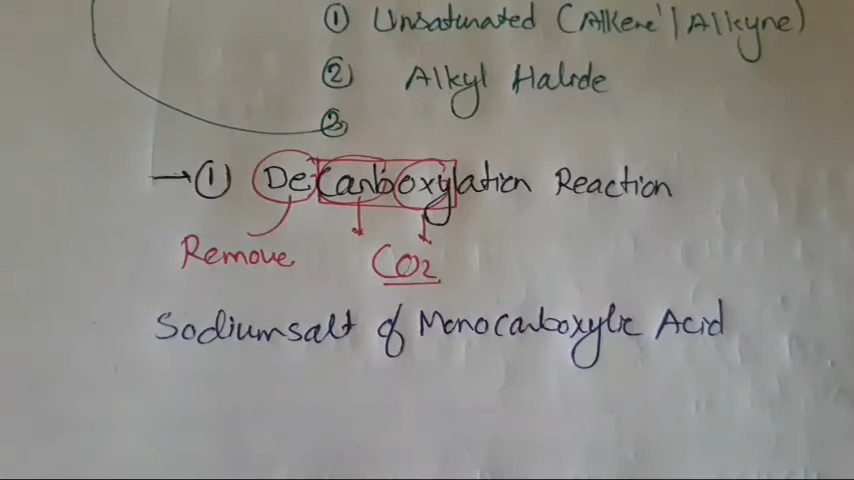 ① Unsaturated (Alkene'/Alkyne)
② Alkyl Halide
③
→① Decarboxylation Reaction
Remove CO2
Sodiumsalt of Monocarboxylic Acid